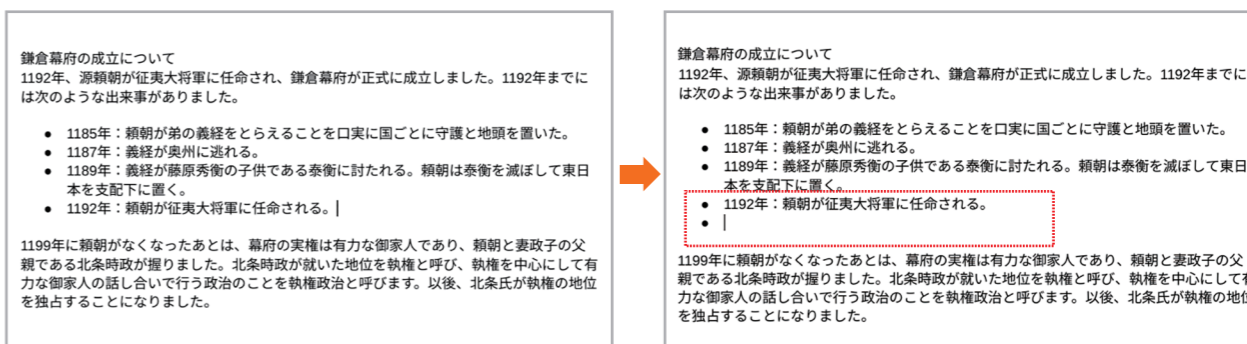 鎌倉幕府の成立について
1192年、源頼朝が征夷大将軍に任命され、鎌倉幕府が正式に成立しました。1192年までに
は次のような出来事がありました。
● 1185年：頼朝が弟の義経をとらえることを口実に国ごとに守護と地頭を置いた。
● 1187年：義経が奥州に逃れる。
● 1189年：義経が藤原秀衡の子供である泰衡に討たれる。頼朝は泰衡を滅ぼして東日
本を支配下に置く。
● 1192年：頼朝が征夷大将軍に任命される。
1199年に頼朝がなくなったあとは、幕府の実権は有力な御家人であり、頼朝と妻政子の父
親である北条時政が握りました。北条時政が就いた地位を執権と呼び、執権を中心にして有
力な御家人の話し合いで行う政治のことを執権政治と呼びます。以後、北条氏が執権の地位
を独占することになりました。
鎌倉幕府の成立について
1192年、源頼朝が征夷大将軍に任命され、鎌倉幕府が正式に成立しました。1192年までに
は次のような出来事がありました。
● 1185年：頼朝が弟の義経をとらえることを口実に国ごとに守護と地頭を置いた。
● 1187年：義経が奥州に逃れる。
● 1189年：義経が藤原秀衡の子供である泰衡に討たれる。頼朝は泰衡を滅ぼして東日
本を支配下に置く。
● 1192年：頼朝が征夷大将軍に任命される。
●
1199年に頼朝がなくなったあとは、幕府の実権は有力な御家人であり、頼朝と妻政子の父
親である北条時政が握りました。北条時政が就いた地位を執権と呼び、執権を中心にして有
力な御家人の話し合いで行う政治のことを執権政治と呼びます。以後、北条氏が執権の地位
を独占することになりました。